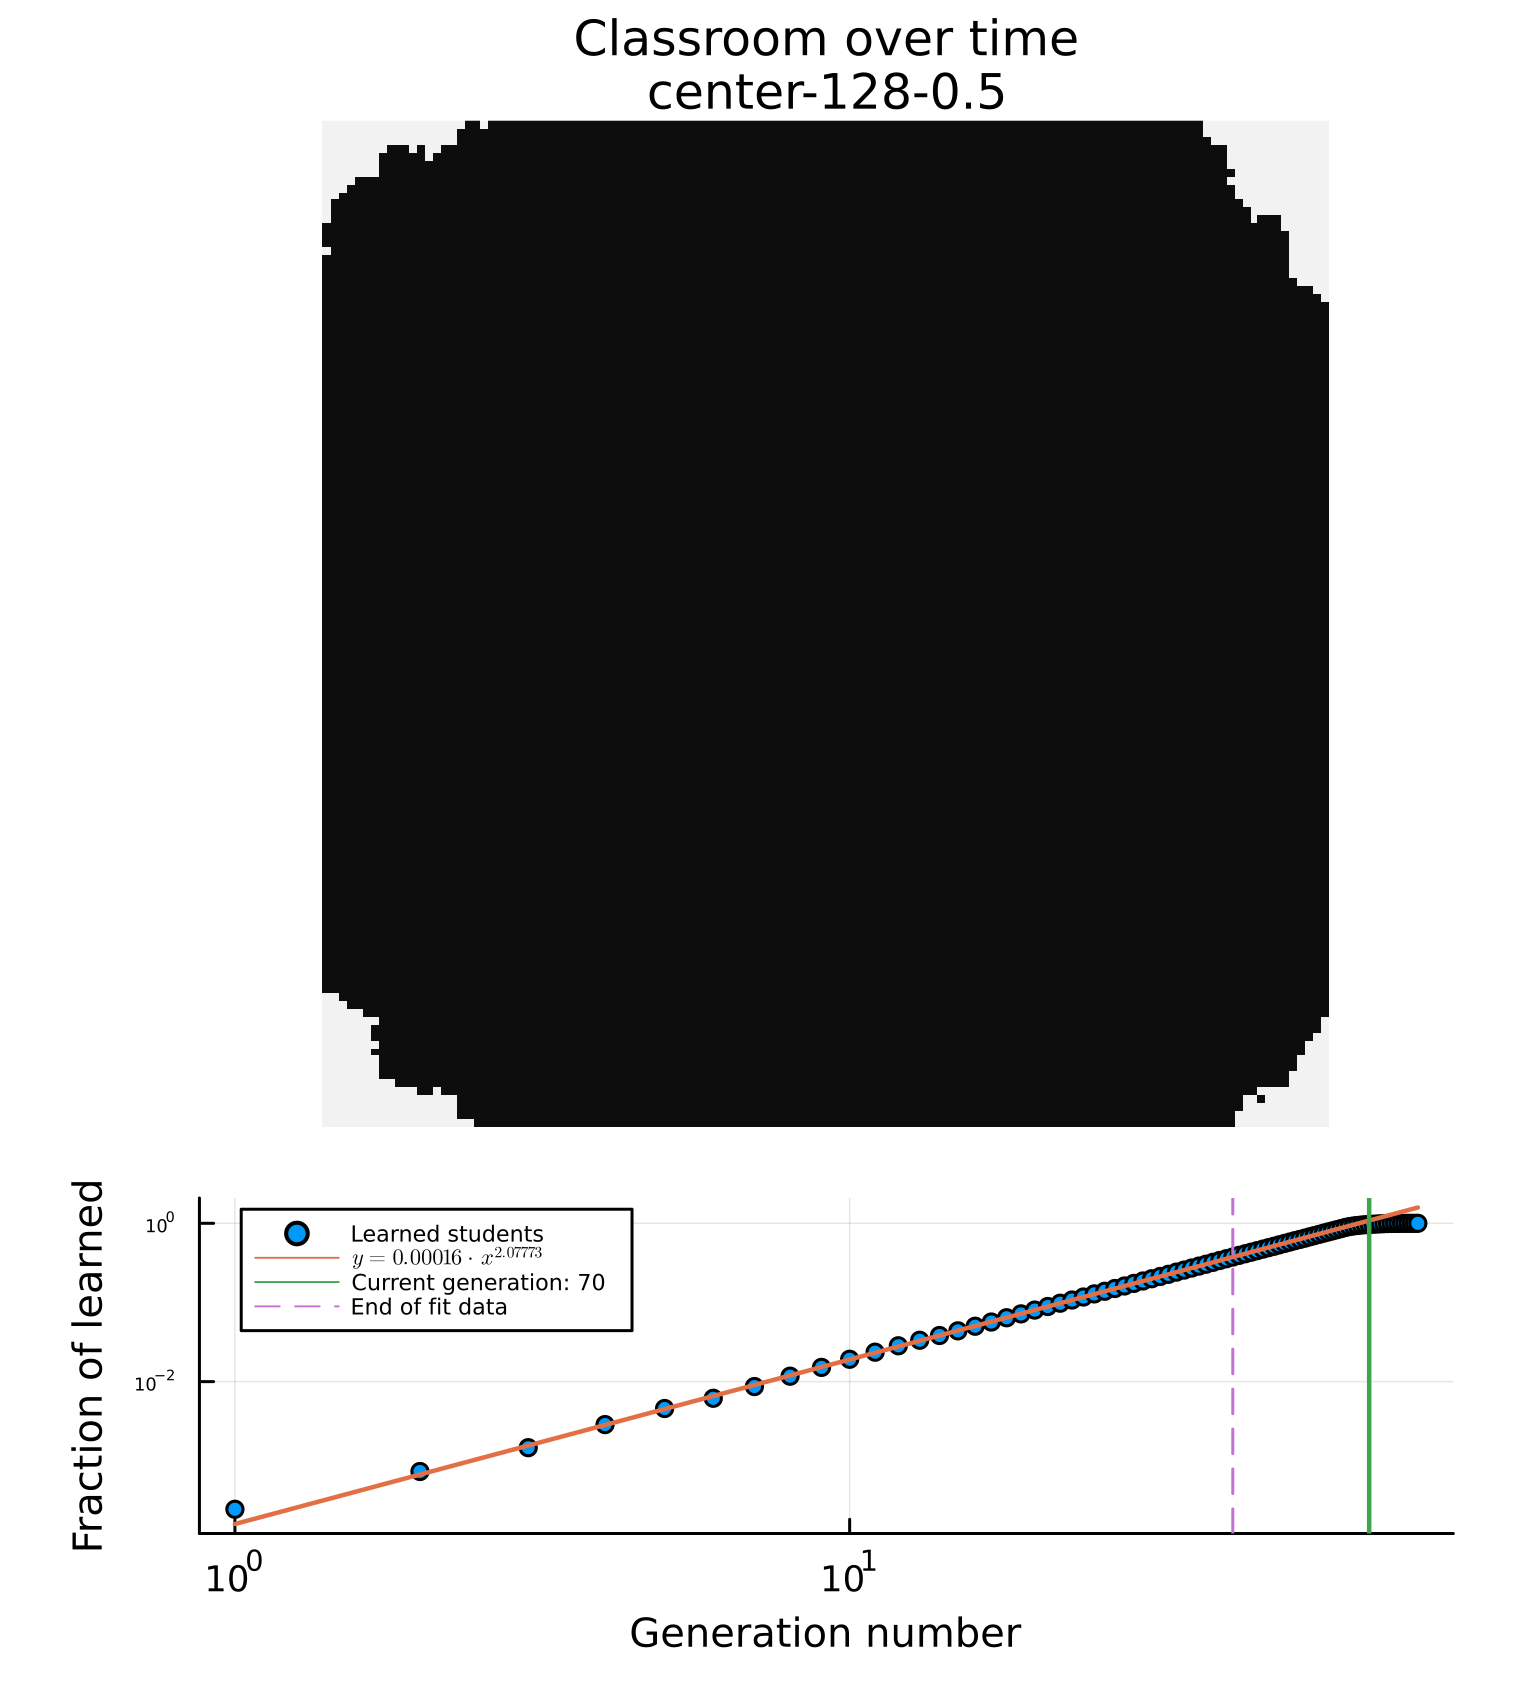 Classroom over time
center-128-0.5
Fraction of learned
10^0
10^−2
Learned students
y = 0.00016 · x^2.07773
Current generation: 70
End of fit data
10^0
10^1
Generation number